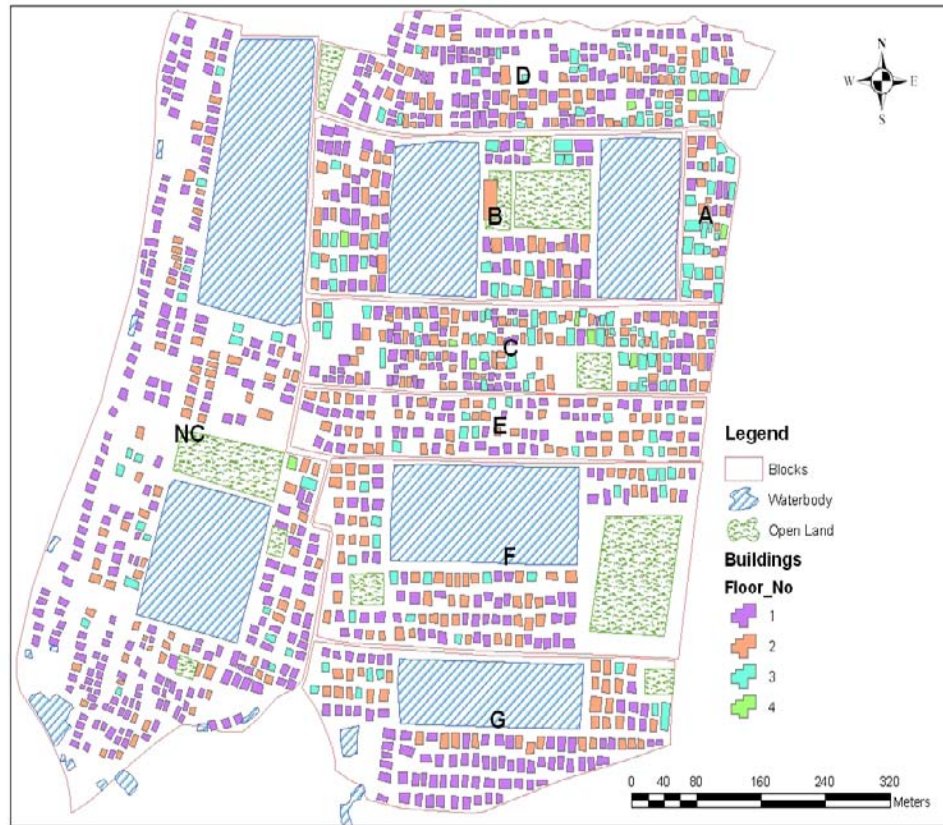 D
N
W E
S
B
A
C
E
NC
F
G
Legend
Blocks
Waterbody
Open Land
Buildings
Floor_No
1
2
3
4
0 40 80 160 240 320
Meters